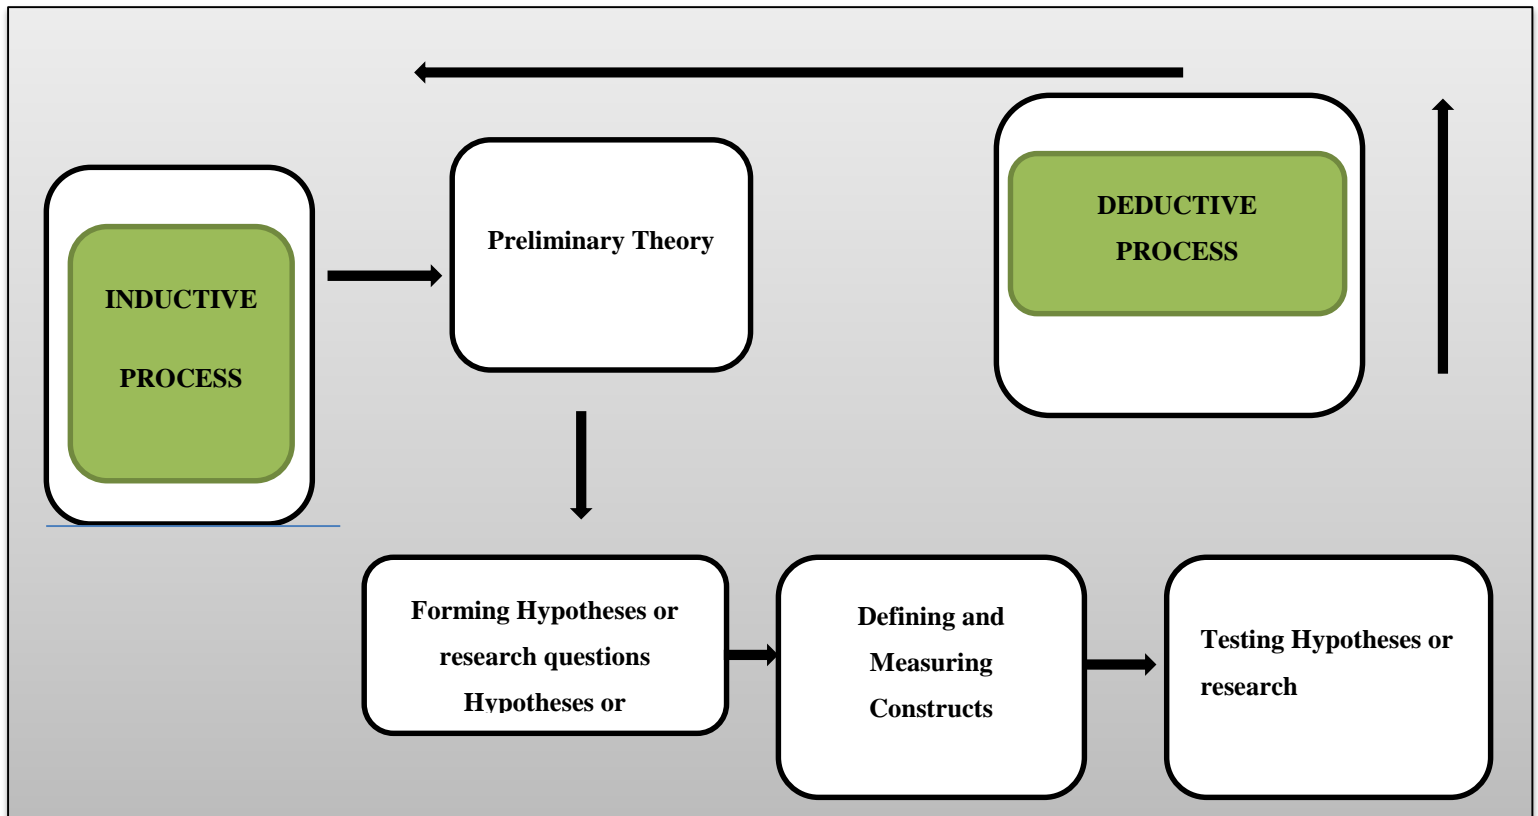 INDUCTIVE
PROCESS
Preliminary Theory
DEDUCTIVE
PROCESS
Forming Hypotheses or
research questions
Hypotheses or
Defining and
Measuring
Constructs
Testing Hypotheses or
research